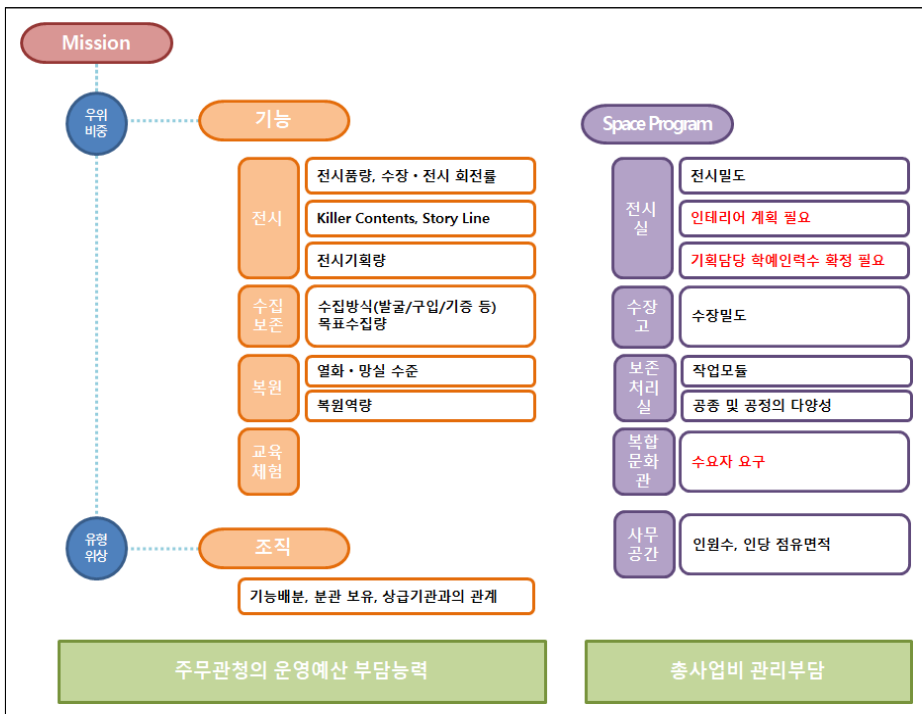 Mission
우위
비중
기능
전시
전시품량, 수장・전시 회전률
Killer Contents, Story Line
전시기획량
수집
보존
수집방식(발굴/구입/기증 등)
목표수집량
복원
열화・망실 수준
복원역량
교육
체험
유형
위상
조직
기능배분, 분관 보유, 상급기관과의 관계
주무관청의 운영예산 부담능력
Space Program
전시
실
전시밀도
인테리어 계획 필요
기획담당 학예인력수 확정 필요
수장
고
수장밀도
보존
처리
실
작업모듈
공종 및 공정의 다양성
복합
문화
관
수요자 요구
사무
공간
인원수, 인당 점유면적
총사업비 관리부담